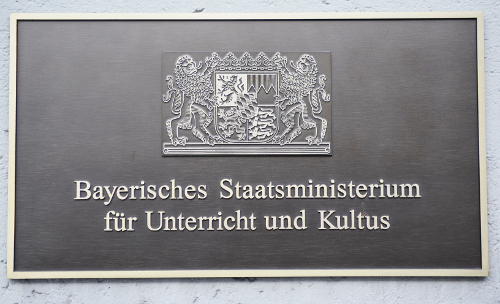 Bayerisches Staatsministerium
für Unterricht und Kultus